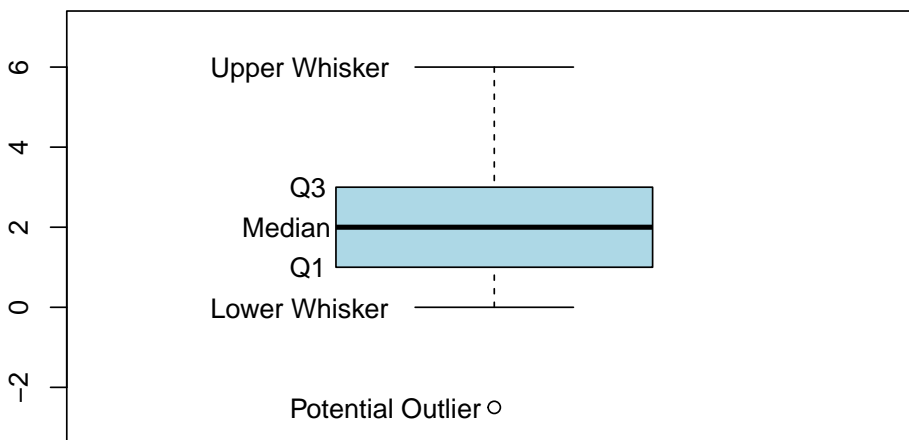 6
Upper Whisker
4
Q3
2
Median
Q1
0
Lower Whisker
−2
Potential Outlier